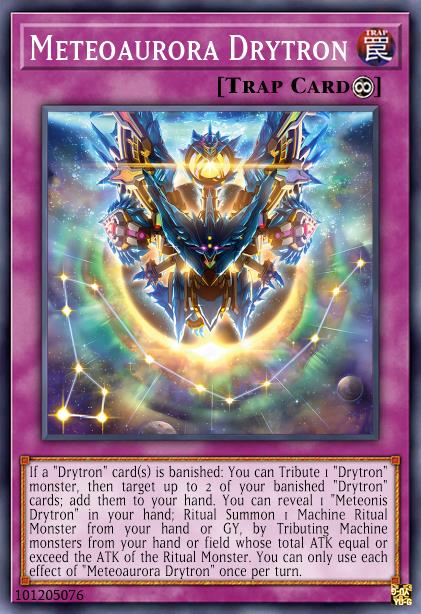 METEOAURORA DRYTRON
TRAP
罠
[TRAP CARD♾]
If a "Drytron" card(s) is banished: You can Tribute 1 "Drytron"
monster, then target up to 2 of your banished "Drytron"
cards; add them to your hand. You can reveal 1 "Meteonis
Drytron" in your hand; Ritual Summon 1 Machine Ritual
Monster from your hand or GY, by Tributing Machine
monsters from your hand or field whose total ATK equal or
exceed the ATK of the Ritual Monster. You can only use each
effect of "Meteoaurora Drytron" once per turn.
101205076